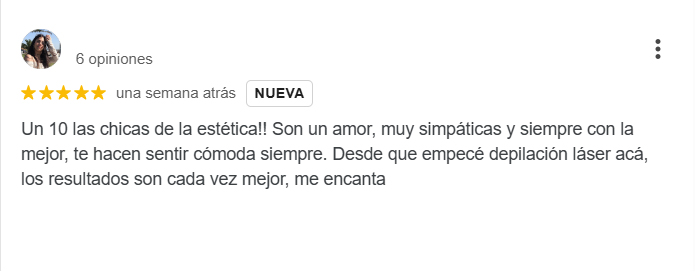 6 opiniones
una semana atrás NUEVA
Un 10 las chicas de la estética!! Son un amor, muy simpáticas y siempre con la
mejor, te hacen sentir cómoda siempre. Desde que empecé depilación láser acá,
los resultados son cada vez mejor, me encanta